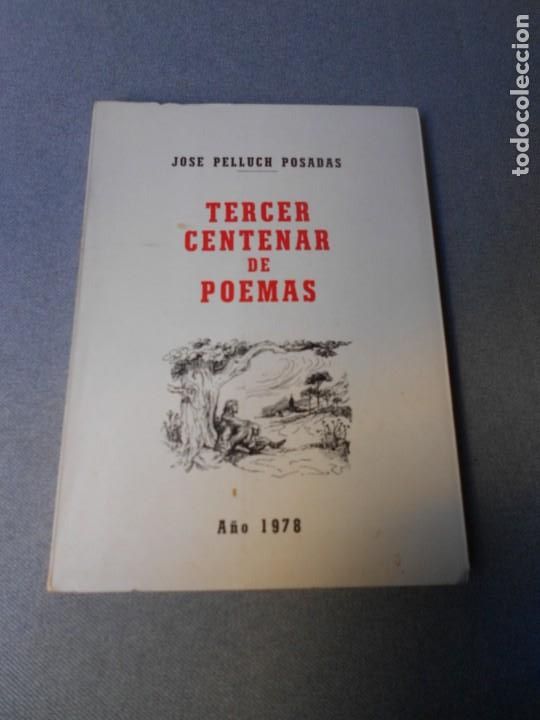 JOSE PELLUCH POSADAS
TERCER
CENTENAR
DE
POEMAS
Año 1978
todocoleccion